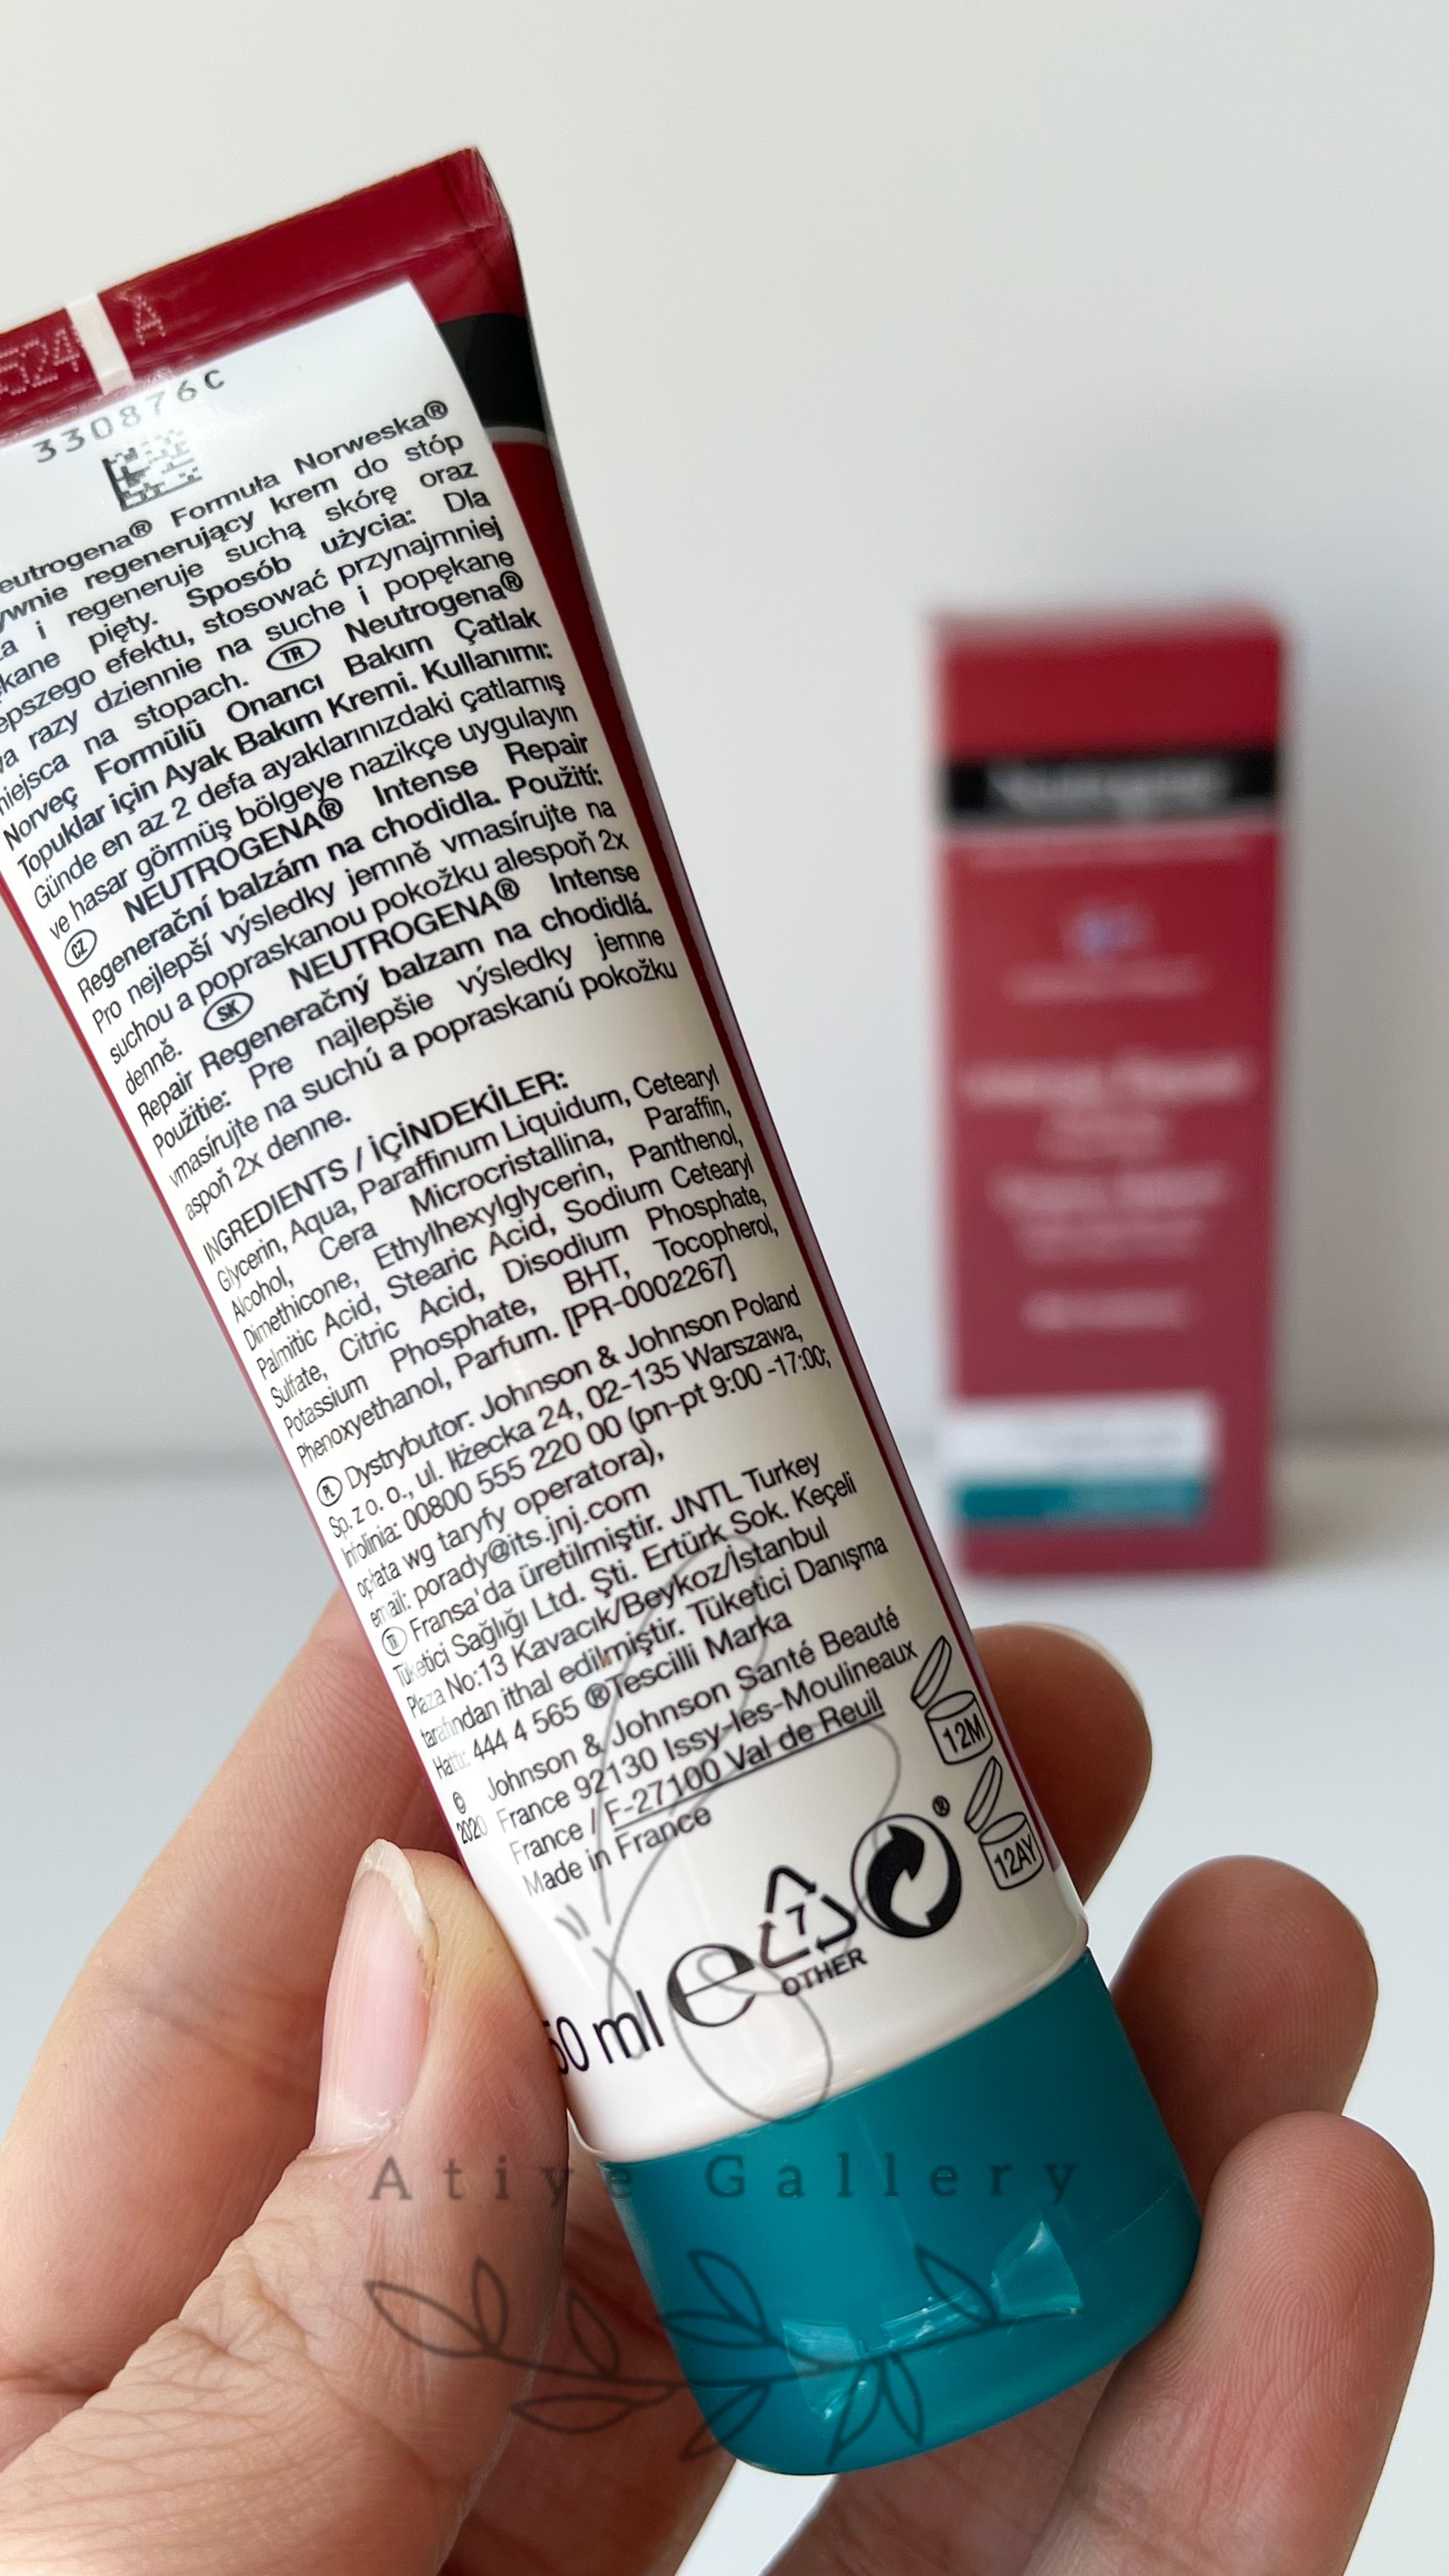 A
330876C
Formuła Norweska®
regenerujący krem do stóp
i regeneruje suchą skórę oraz
pięty. Sposób użycia: Dla
efektu, stosować przynajmniej
razy dziennie na suche i popękane
na stopach. TR Neutrogena®
Norveç Formülü Onarıcı Bakım Çatlak
Topuklar için Ayak Bakım Kremi. Kullanımı:
Günde en az 2 defa ayaklarınızdaki çatlamış
ve hasar görmüş bölgeye nazikçe uygulayın
CZ NEUTROGENA® Intense Repair
Regenerační balzám na chodidla. Použití:
Pro nejlepší výsledky jemně vmasírujte na
suchou a popraskanou pokožku alespoň 2x
denně. SK NEUTROGENA® Intense
Repair Regeneračný balzam na chodidlá.
Použitie: Pre najlepšie výsledky jemne
vmasírujte na suchú a popraskanú pokožku
aspoň 2x denne.
INGREDIENTS / İÇİNDEKİLER:
Glycerin, Aqua, Paraffinum Liquidum, Cetearyl
Alcohol, Cera Microcristallina, Paraffin,
Dimethicone, Ethylhexylglycerin, Panthenol,
Palmitic Acid, Stearic Acid, Sodium Cetearyl
Sulfate, Citric Acid, Disodium Phosphate,
Potassium Phosphate, BHT, Tocopherol,
Phenoxyethanol, Parfum. [PR-0002267]
PL Dystrybutor: Johnson & Johnson Poland
Sp. z o. o., ul. Iłżecka 24, 02-135 Warszawa,
Infolinia: 00800 555 220 00 (pn-pt 9:00 -17:00;
opłata wg taryfy operatora),
email: porady@its.jnj.com
TR Fransa'da üretilmiştir. JNTL Turkey
Tüketici Sağlığı Ltd. Şti. Ertürk Sok. Keçeli
Plaza No:13 Kavacık/Beykoz/İstanbul
tarafından ithal edilmiştir. Tüketici Danışma
Hattı: 444 4 565 ®Tescilli Marka
© Johnson & Johnson Santé Beauté
2020 France 92130 Issy-les-Moulineaux
France / F-27100 Val de Reuil
Made in France
12M
12AY
7
OTHER
50 ml e
Atiye Gallery